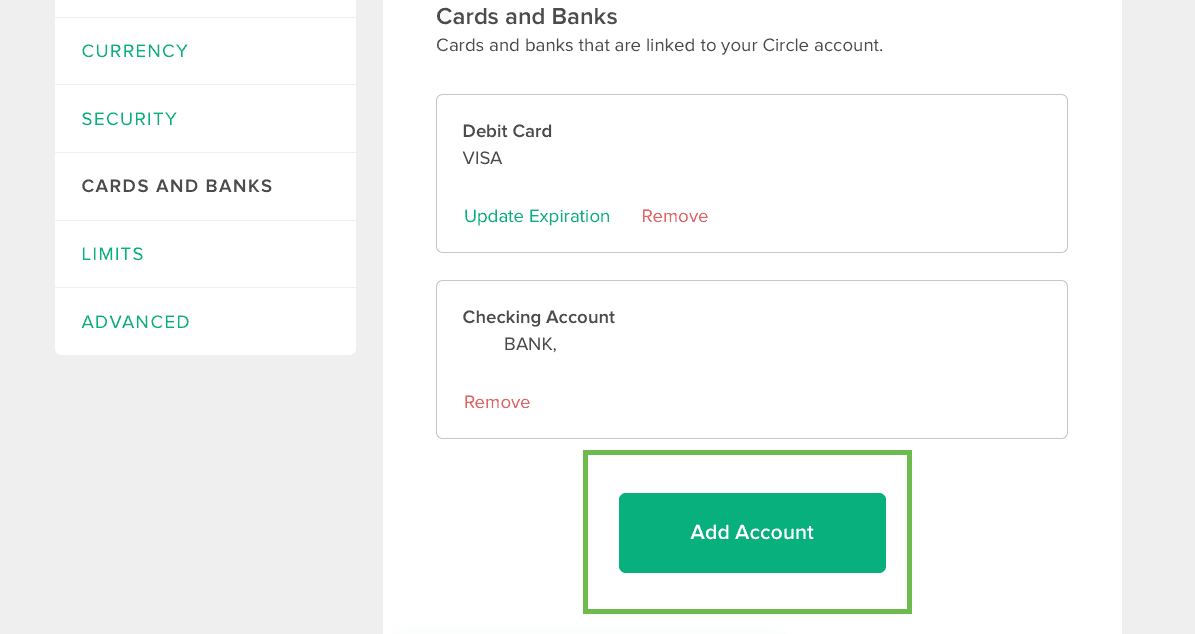 CURRENCY
SECURITY
CARDS AND BANKS
LIMITS
ADVANCED
Cards and Banks
Cards and banks that are linked to your Circle account.
Debit Card
VISA
Update Expiration Remove
Checking Account
BANK,
Remove
Add Account